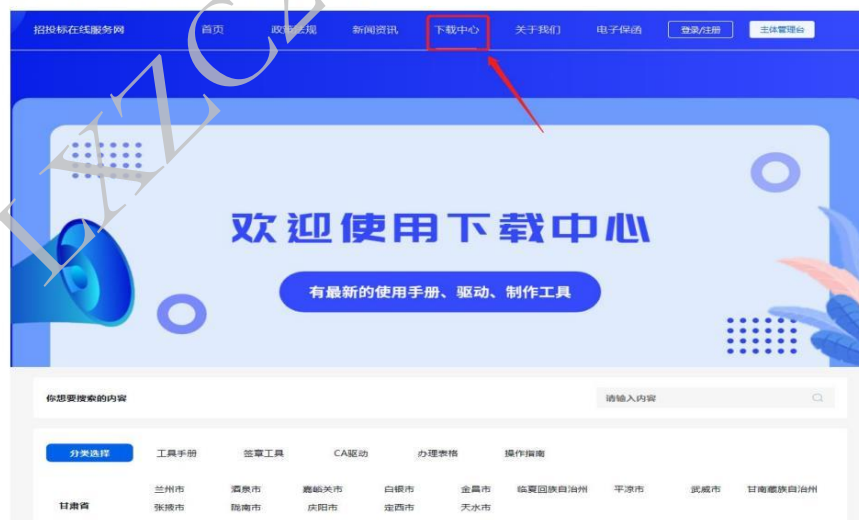 招投标在线服务网 首页 政策法规 新闻资讯 下载中心 关于我们 电子保函 登录/注册 主体管理台
欢迎使用下载中心
有最新的使用手册、驱动、制作工具
你想要搜索的内容 请输入内容
分类选择 工具手册 签章工具 CA驱动 办理表格 操作指南
兰州市 酒泉市 嘉峪关市 白银市 金昌市 临夏回族自治州 平凉市 武威市 甘南藏族自治州
甘肃省
张掖市 陇南市 庆阳市 定西市 天水市
LXZC